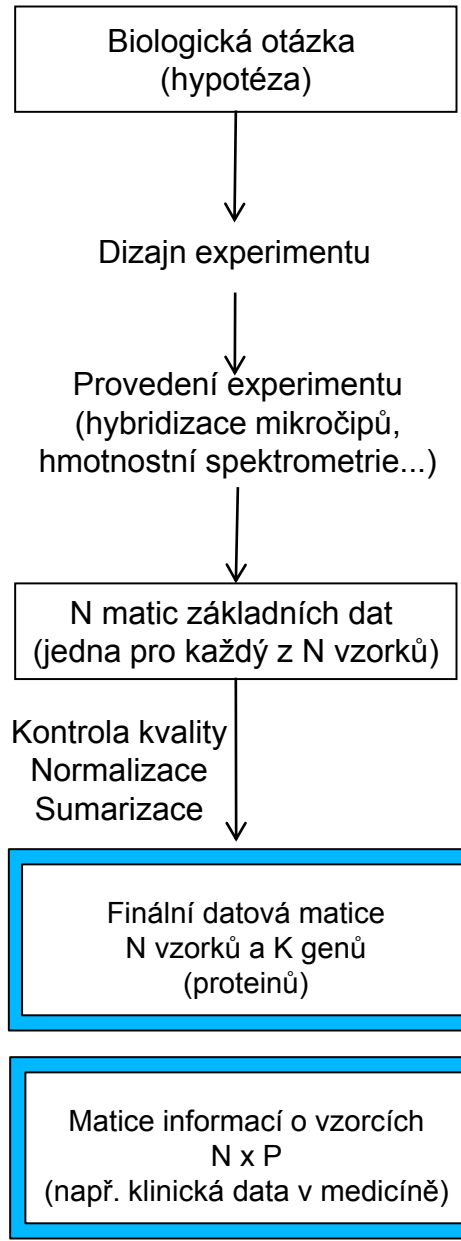 Biologická otázka
(hypotéza)
Dizajn experimentu
Provedení experimentu
(hybridizace mikročipů,
hmotnostní spektrometrie...)
N matic základních dat
(jedna pro každý z N vzorků)
Kontrola kvality
Normalizace
Sumarizace
Finální datová matice
N vzorků a K genů
(proteinů)
Matice informací o vzorcích
N x P
(např. klinická data v medicíně)